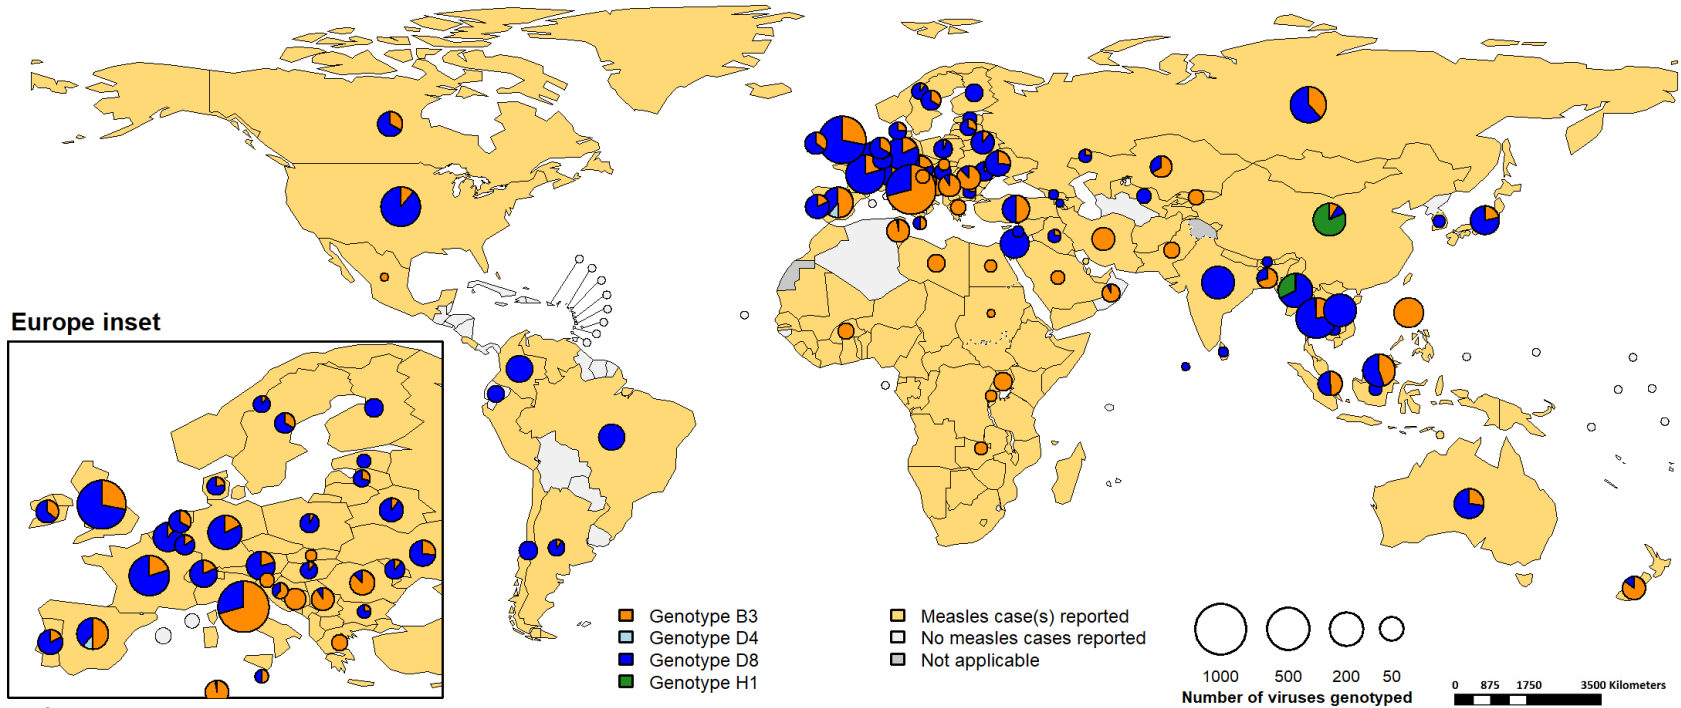 Europe inset
Genotype B3
Genotype D4
Genotype D8
Genotype H1
Measles case(s) reported
No measles cases reported
Not applicable
1000 500 200 50
Number of viruses genotyped
0 875 1750 3500 Kilometers